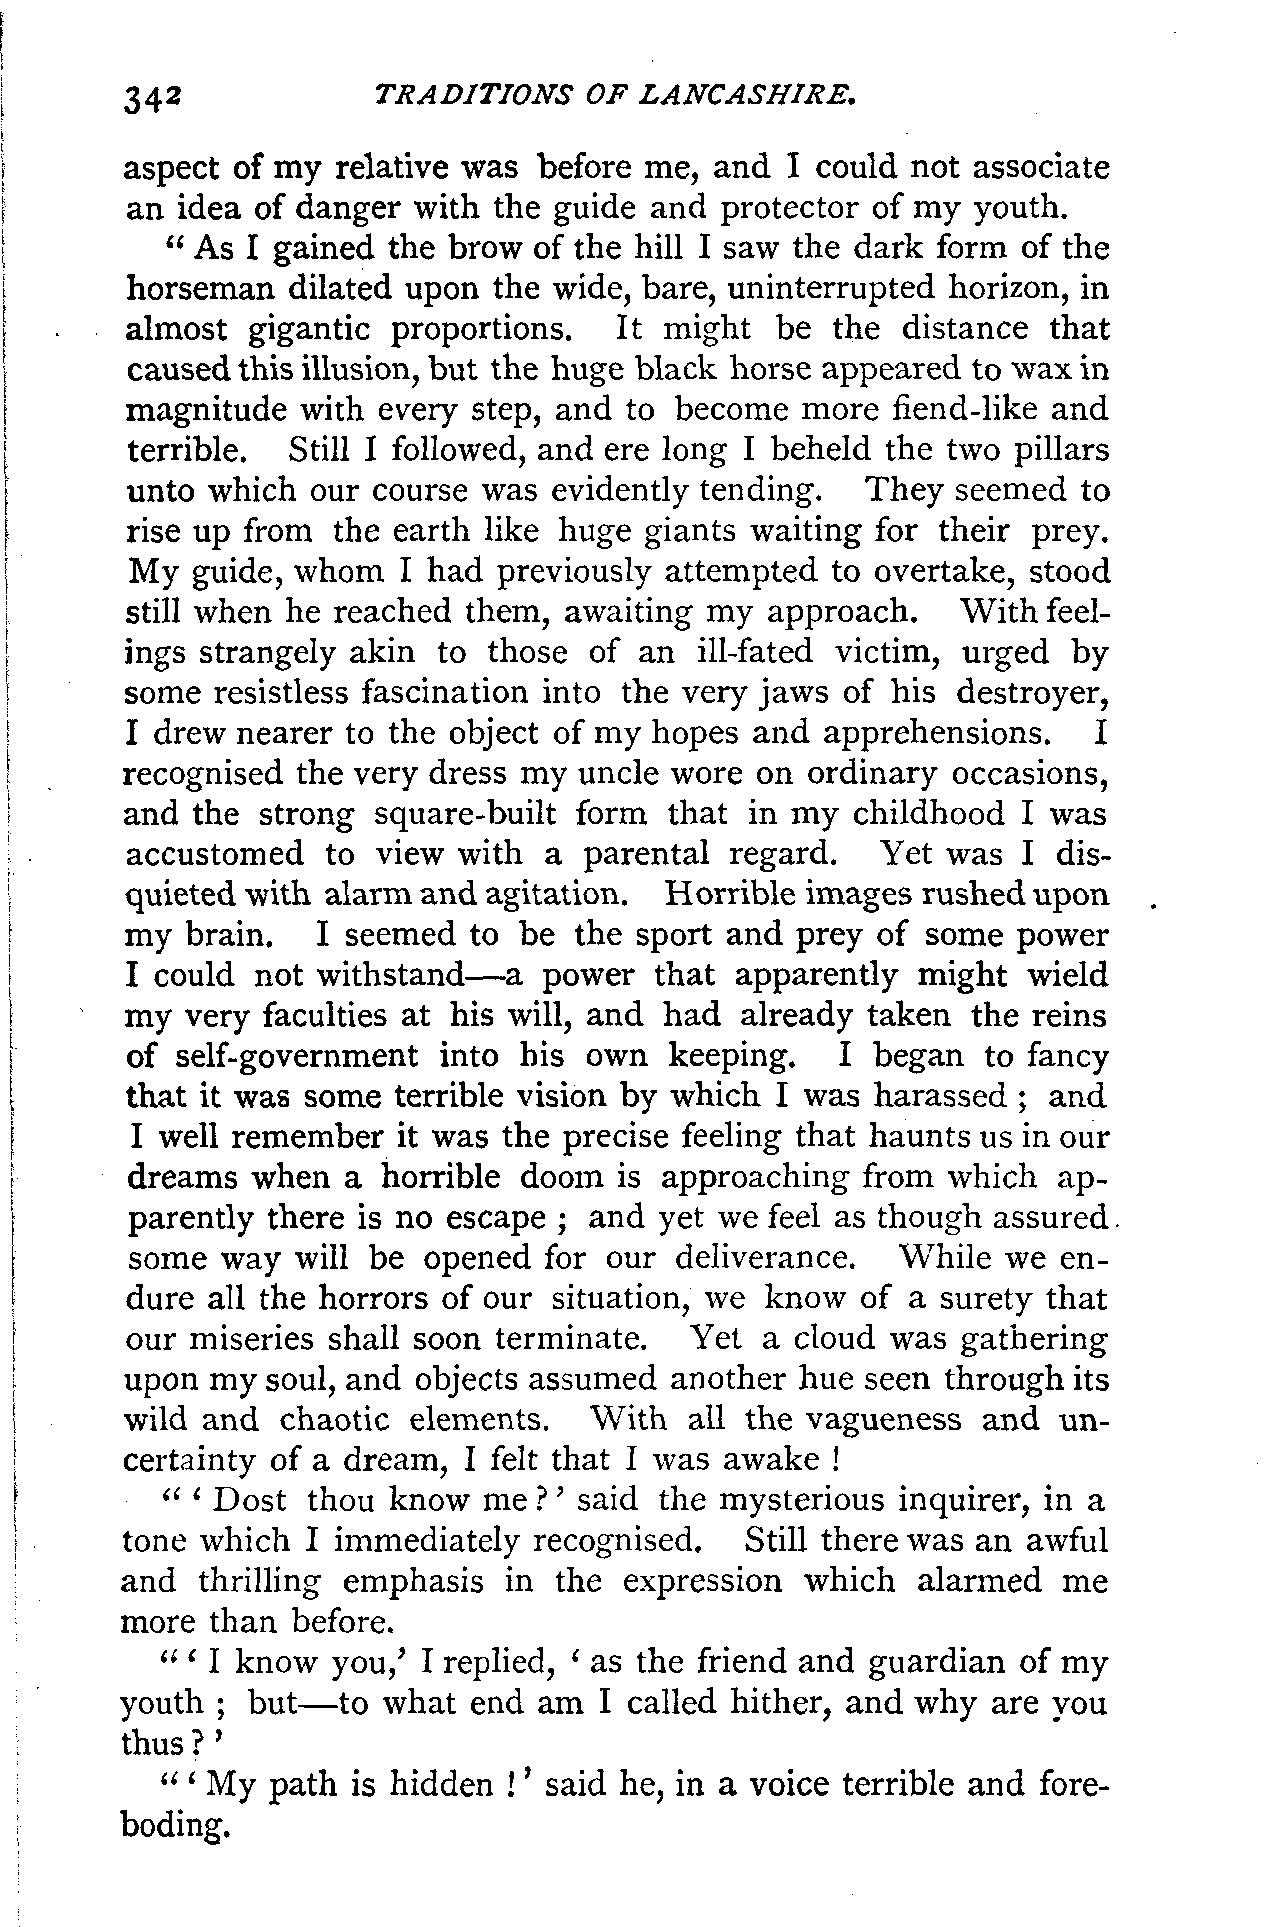 342 TRADITIONS OF LANCASHIRE.
aspect of my relative was before me, and I could not associate
an idea of danger with the guide and protector of my youth.
“ As I gained the brow of the hill I saw the dark form of the
horseman dilated upon the wide, bare, uninterrupted horizon, in
almost gigantic proportions. It might be the distance that
caused this illusion, but the huge black horse appeared to wax in
magnitude with every step, and to become more fiend-like and
terrible. Still I followed, and ere long I beheld the two pillars
unto which our course was evidently tending. They seemed to
rise up from the earth like huge giants waiting for their prey.
My guide, whom I had previously attempted to overtake, stood
still when he reached them, awaiting my approach. With feel-
ings strangely akin to those of an ill-fated victim, urged by
some resistless fascination into the very jaws of his destroyer,
I drew nearer to the object of my hopes and apprehensions. I
recognised the very dress my uncle wore on ordinary occasions,
and the strong square-built form that in my childhood I was
accustomed to view with a parental regard. Yet was I dis-
quieted with alarm and agitation. Horrible images rushed upon
my brain. I seemed to be the sport and prey of some power
I could not withstand—a power that apparently might wield
my very faculties at his will, and had already taken the reins
of self-government into his own keeping. I began to fancy
that it was some terrible vision by which I was harassed ; and
I well remember it was the precise feeling that haunts us in our
dreams when a horrible doom is approaching from which ap-
parently there is no escape ; and yet we feel as though assured
some way will be opened for our deliverance. While we en-
dure all the horrors of our situation, we know of a surety that
our miseries shall soon terminate. Yet a cloud was gathering
upon my soul, and objects assumed another hue seen through its
wild and chaotic elements. With all the vagueness and un-
certainty of a dream, I felt that I was awake !
“ ‘ Dost thou know me ? ’ said the mysterious inquirer, in a
tone which I immediately recognised. Still there was an awful
and thrilling emphasis in the expression which alarmed me
more than before.
“ ‘ I know you,’ I replied, ‘ as the friend and guardian of my
youth ; but—to what end am I called hither, and why are you
thus ? ’
“ ‘ My path is hidden ! ’ said he, in a voice terrible and fore-
boding.